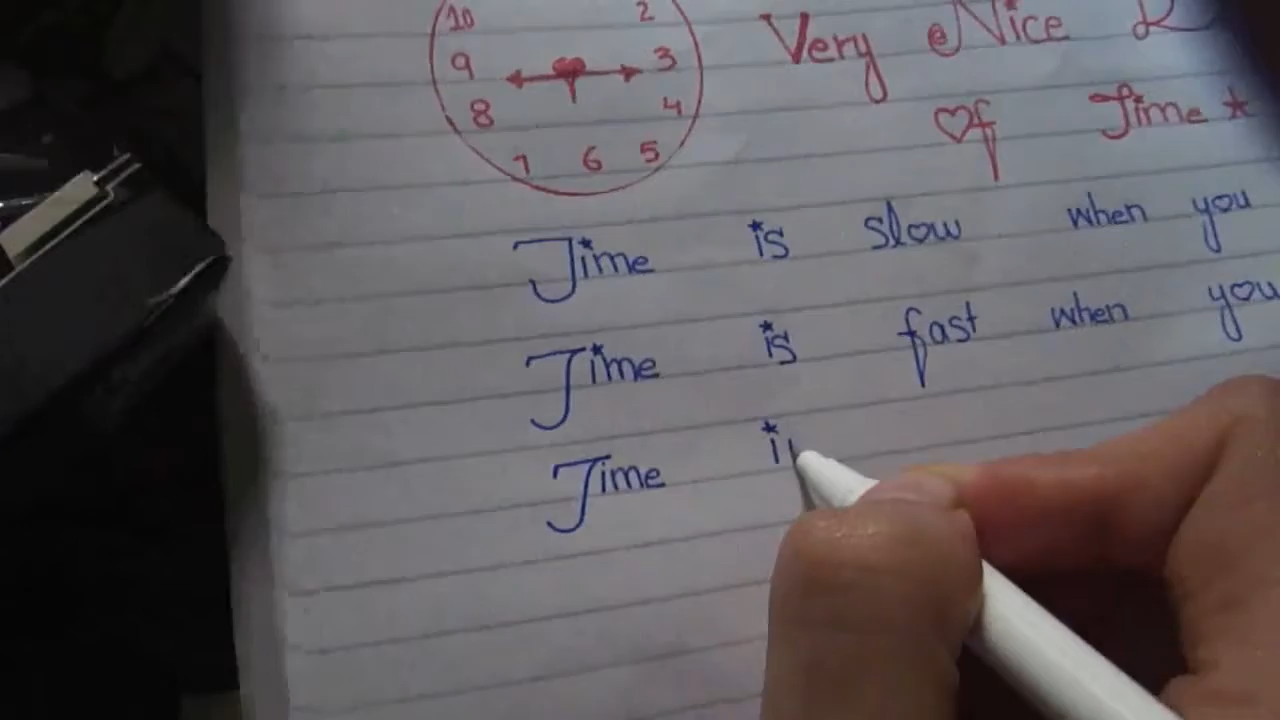 10 2
9 3
8 4
7 6 5
Very Nice
Of Time
Time is slow when you
Time is fast when you
Time